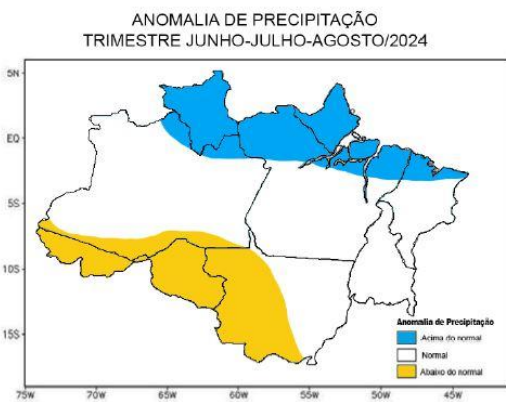 ANOMALIA DE PRECIPITAÇÃO
TRIMESTRE JUNHO-JULHO-AGOSTO/2024
5N
EQ
5S
10S
15S
75W 70W 65W 60W 55W 50W 45W
Anomalia de Precipitação
Acima do normal
Normal
Abaixo do normal